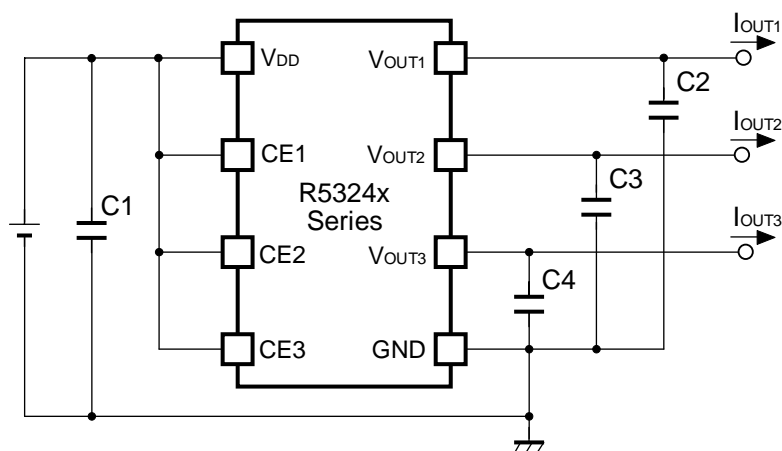 IOUT1
VDD
VOUT1
C2
IOUT2
CE1
VOUT2
R5324x
Series
C3
C1
IOUT3
CE2
VOUT3
C4
CE3
GND